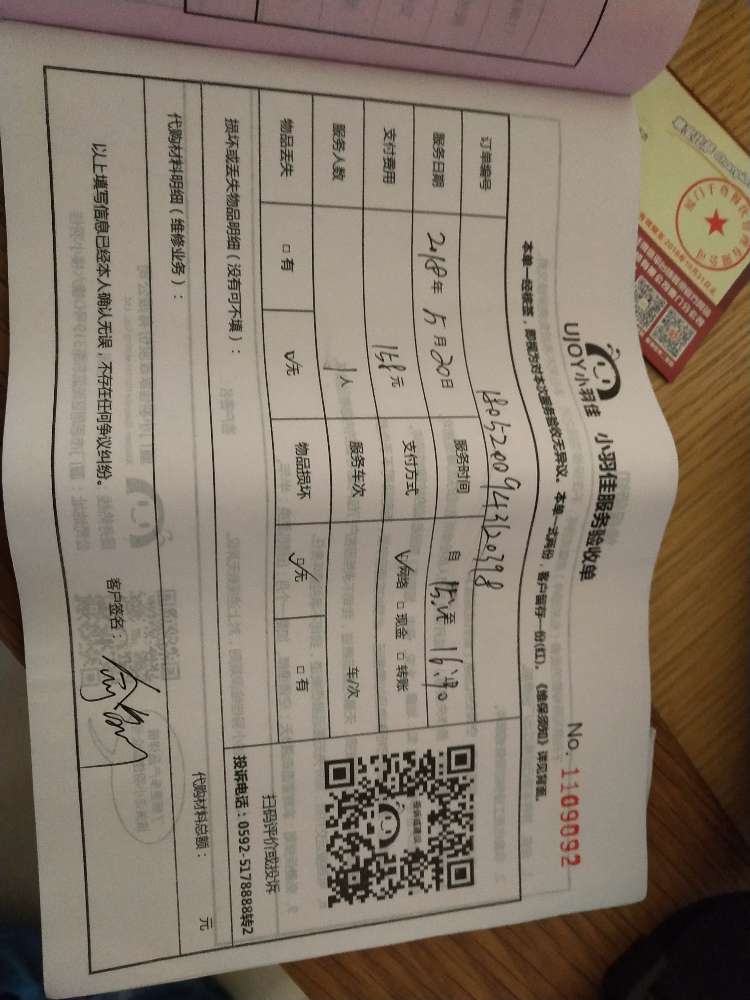 UJOY小羽佳 小羽佳服务验收单
No. 1109092
本单一经核签，即视为对本次服务验收无异议。本单一式两份，客户留存一份(红)。《维保须知》详见背面。
订单编号
服务日期 2018年 5月20日 服务时间 自 至
支付费用 158元 支付方式 网络 □现金 □转账
服务人数 1人 服务车次 车/次
物品丢失 □有 无 物品损坏 无 □有
损坏或丢失物品明细（没有可不填）：
扫码评价或投诉
投诉电话：0592-5178888转2
代购材料明细（维修业务）： 代购材料总额： 元
以上填写信息已经本人确认无误，不存在任何争议纠纷。
客户签名：